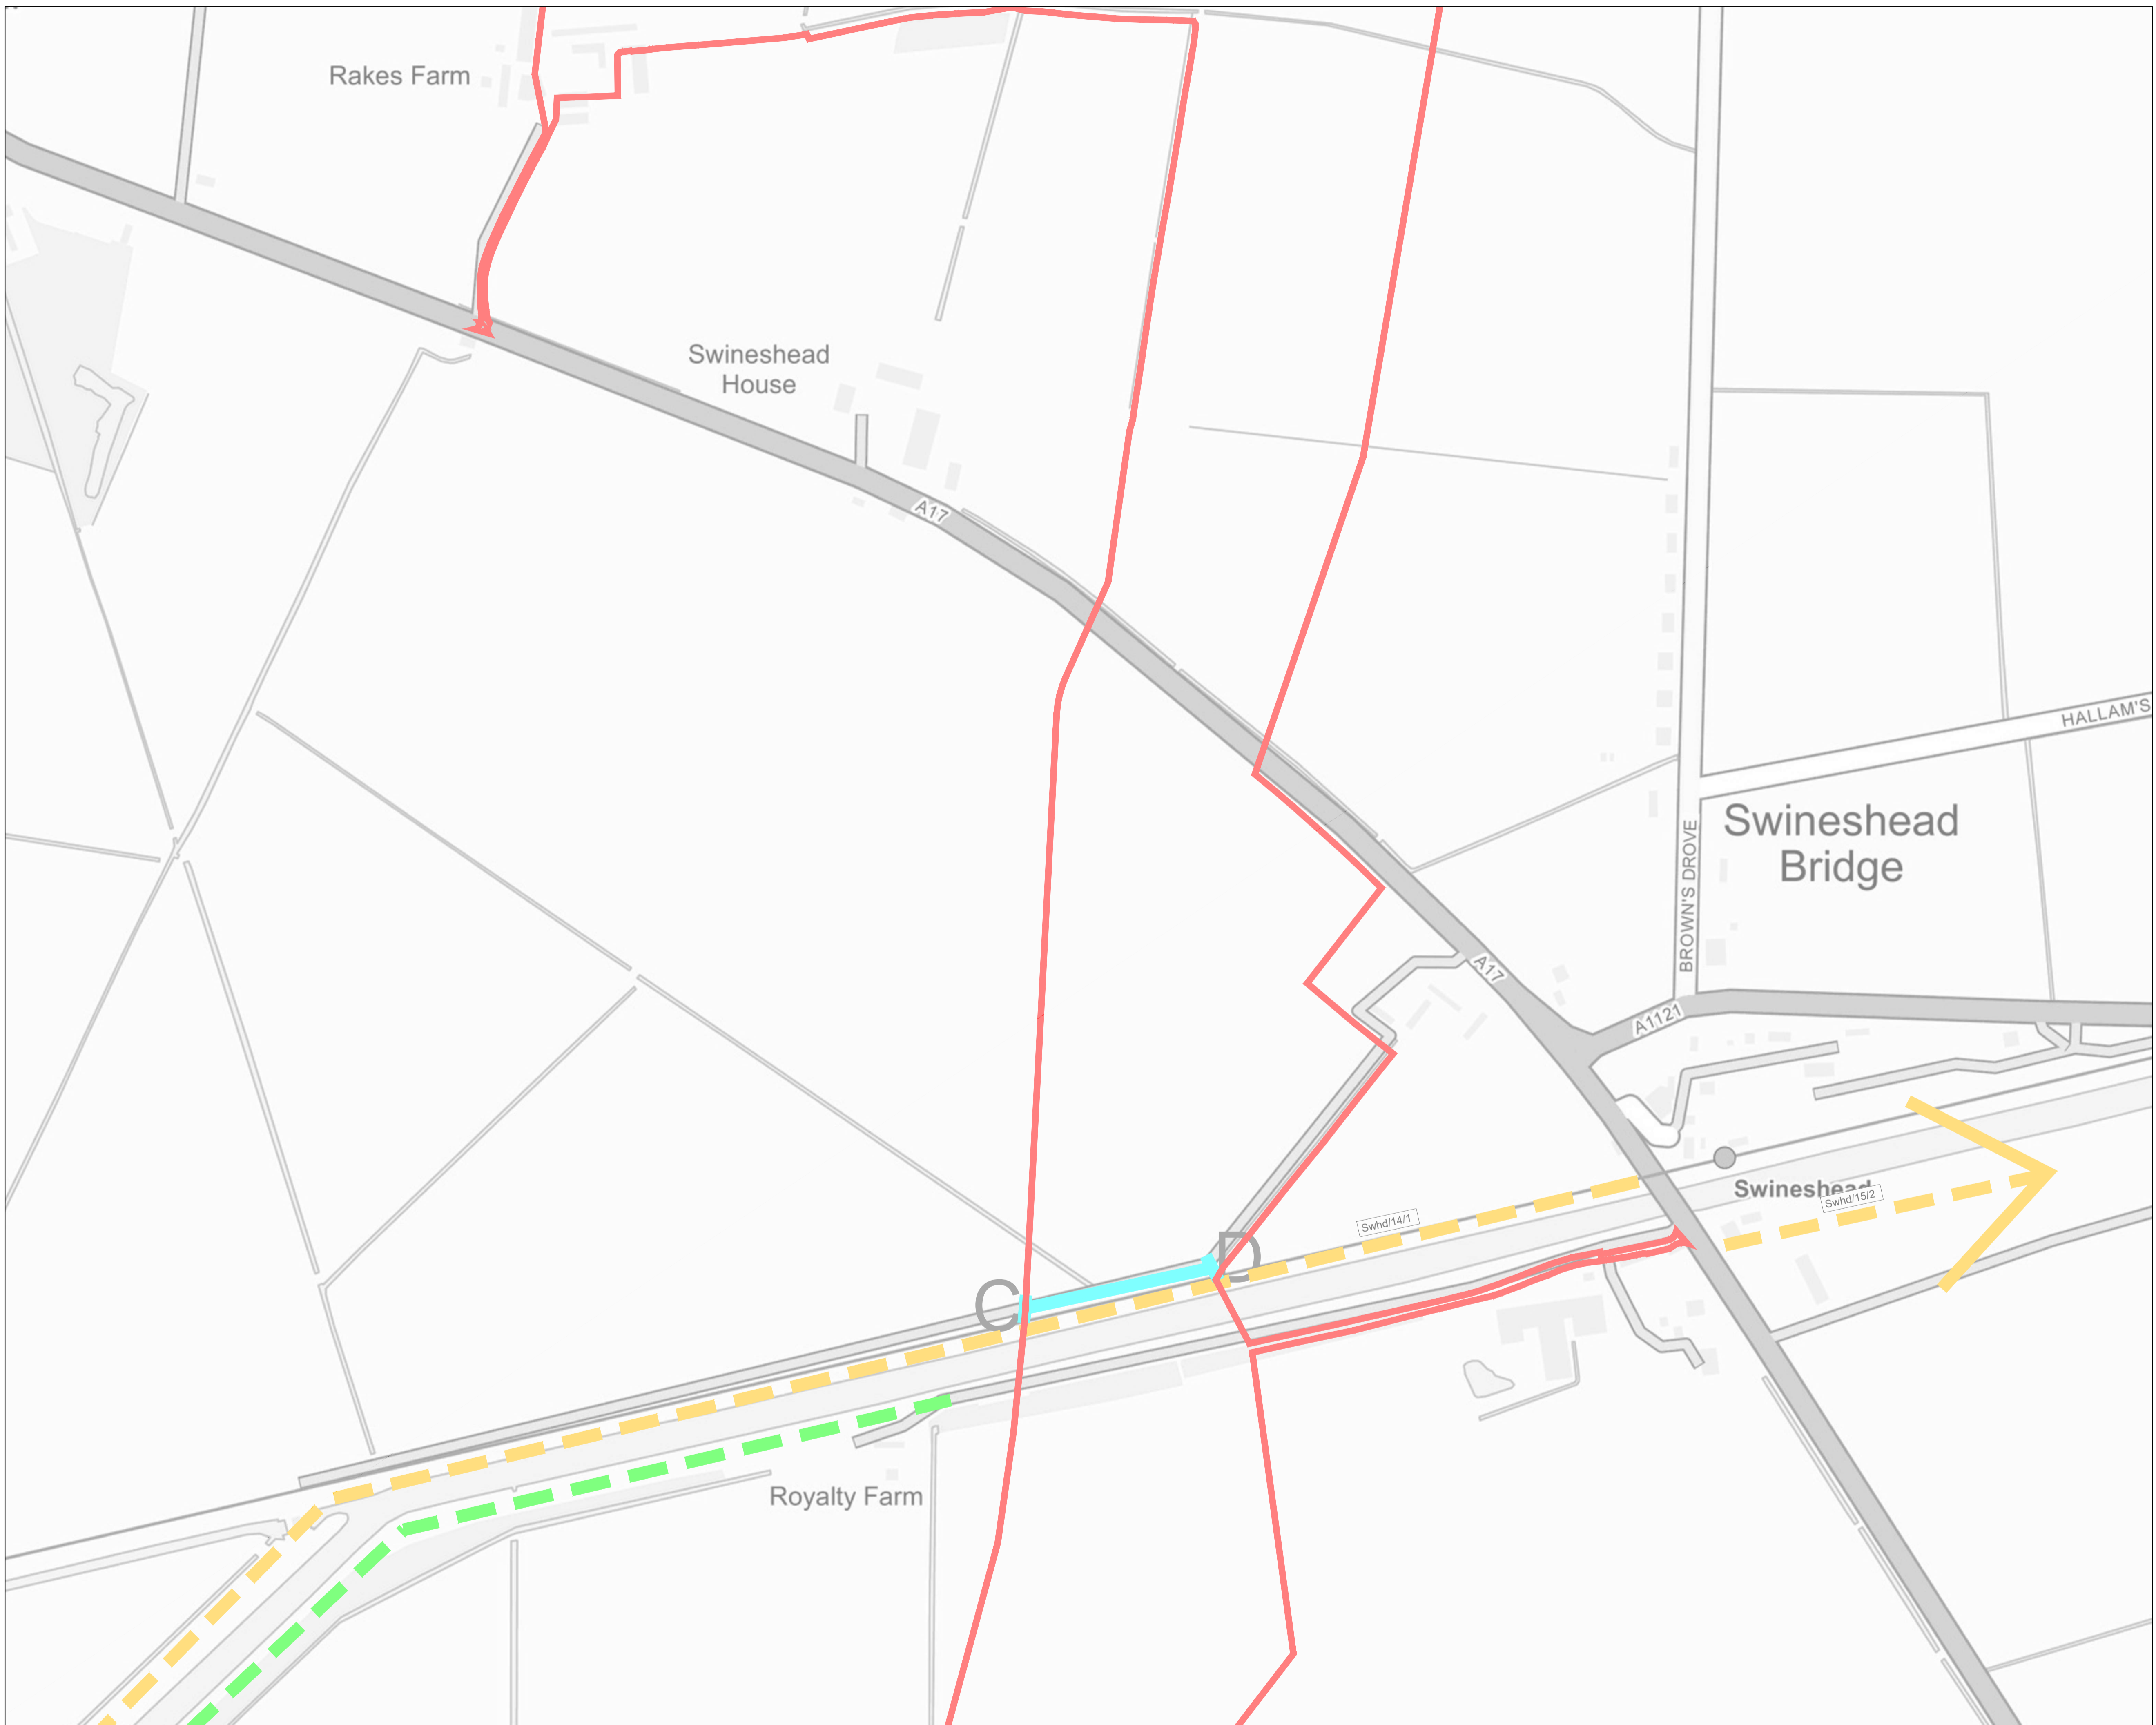 Rakes Farm
Swineshead
House
A17
HALLAM'S
Swineshead
Bridge
BROWN'S DROVE
A17
A1121
Swineshead
Swhd/15/2
Swhd/14/1
D
C
Royalty Farm